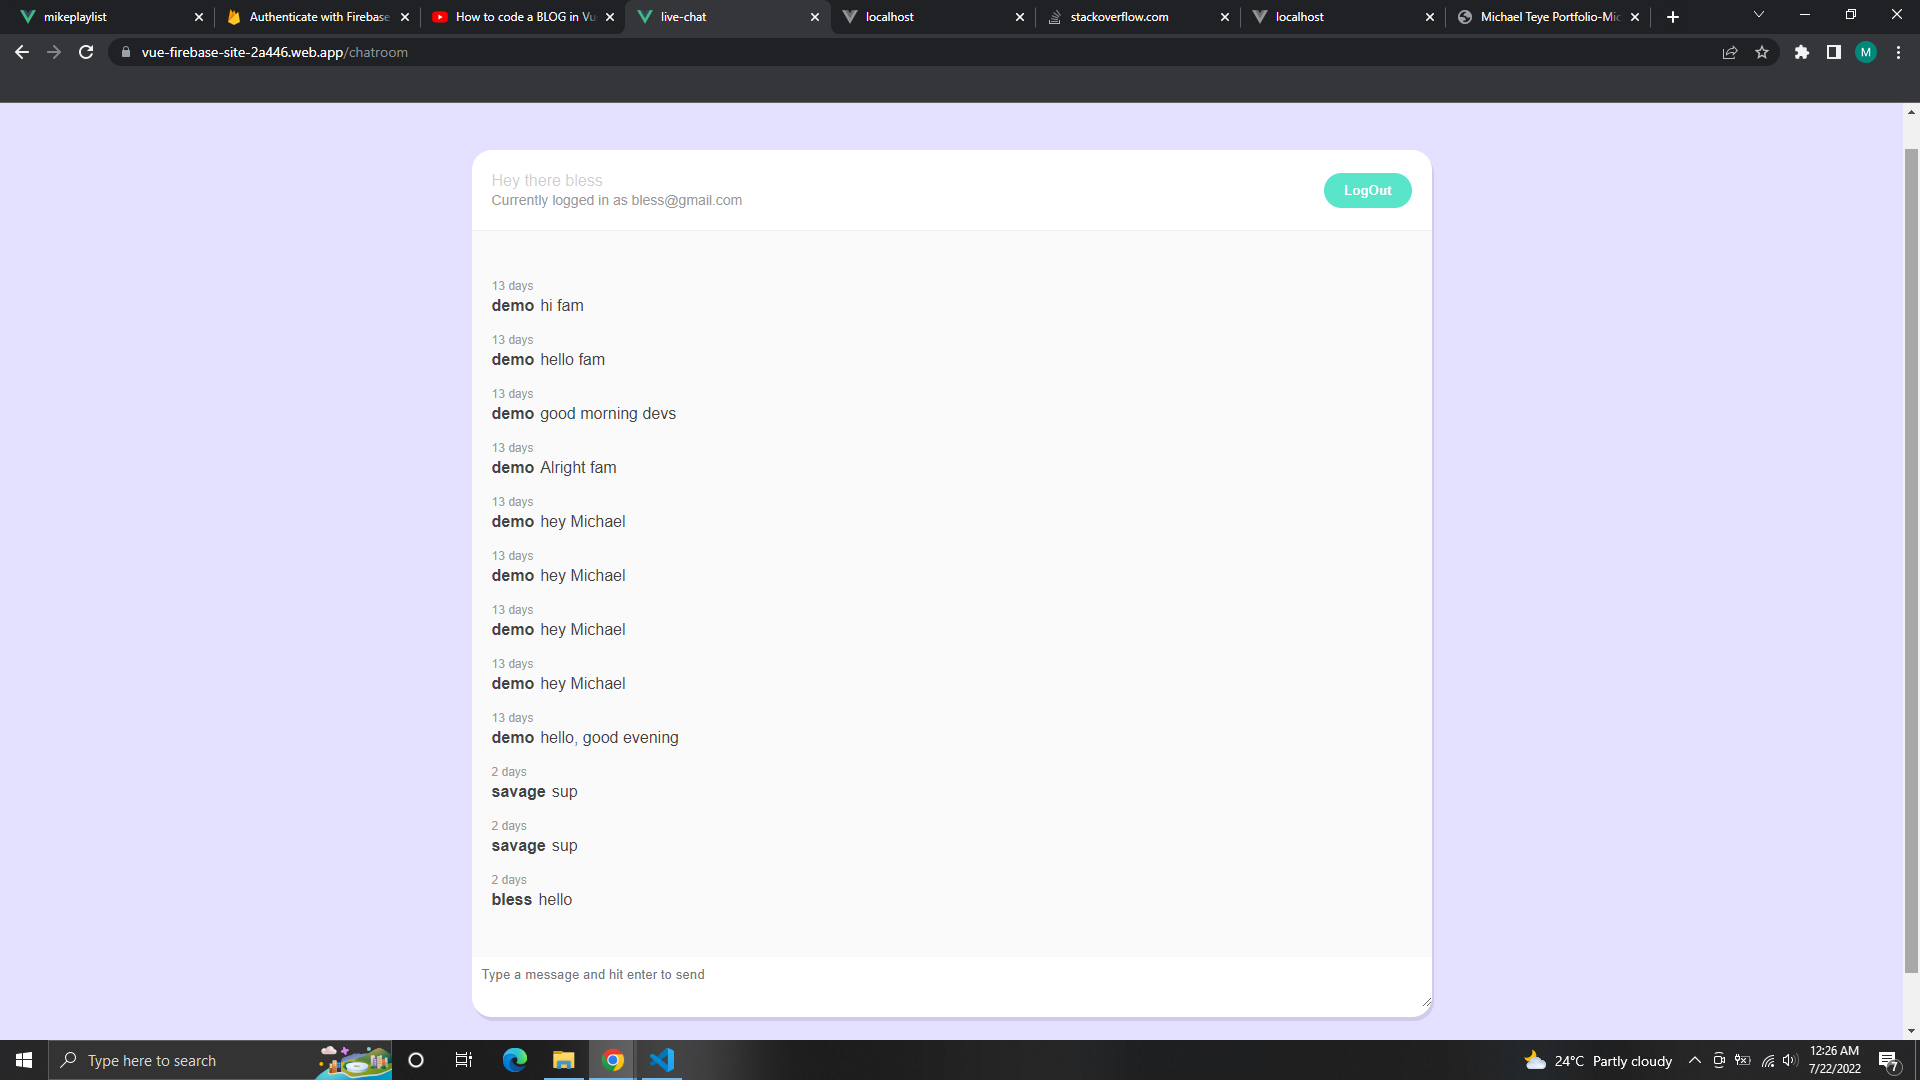 mikeplaylist
Authenticate with Firebase
How to code a BLOG in Vu
live-chat
localhost
stackoverflow.com
localhost
Michael Teye Portfolio-Mic
vue-firebase-site-2a446.web.app/chatroom
M
Hey there bless
Currently logged in as bless@gmail.com
LogOut
13 days
demo hi fam
13 days
demo hello fam
13 days
demo good morning devs
13 days
demo Alright fam
13 days
demo hey Michael
13 days
demo hey Michael
13 days
demo hey Michael
13 days
demo hey Michael
13 days
demo hello, good evening
2 days
savage sup
2 days
savage sup
2 days
bless hello
Type a message and hit enter to send
Type here to search
24°C Partly cloudy
12:26 AM
7/22/2022
7